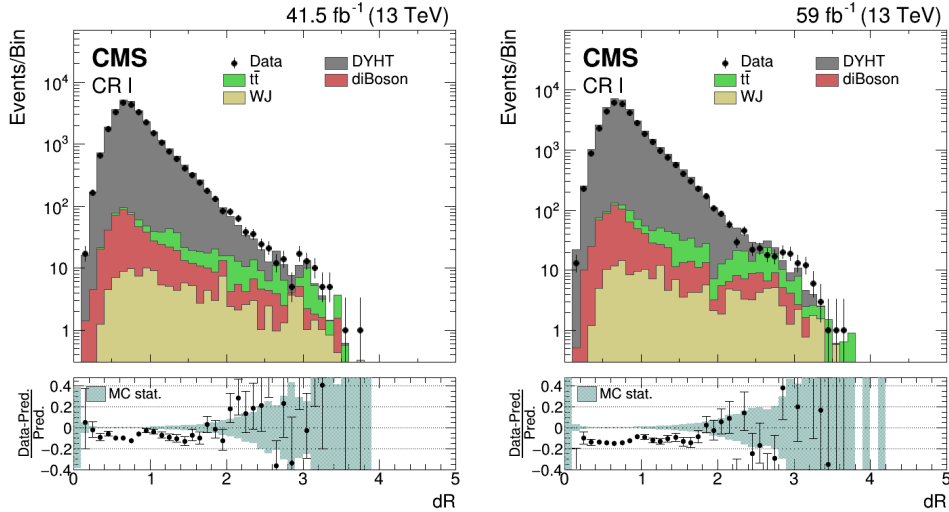 41.5 fb⁻¹ (13 TeV)
Events/Bin
CMS
CR I
Data
DYHT
tt̄
diBoson
WJ
10⁴
10³
10²
10
1
0.4
0.2
0
−0.2
−0.4
Data-Pred.
Pred.
MC stat.
0 1 2 3 4 5
dR
59 fb⁻¹ (13 TeV)
Events/Bin
CMS
CR I
Data
DYHT
tt̄
diBoson
WJ
10⁴
10³
10²
10
1
0.4
0.2
0
−0.2
−0.4
Data-Pred.
Pred.
MC stat.
0 1 2 3 4 5
dR